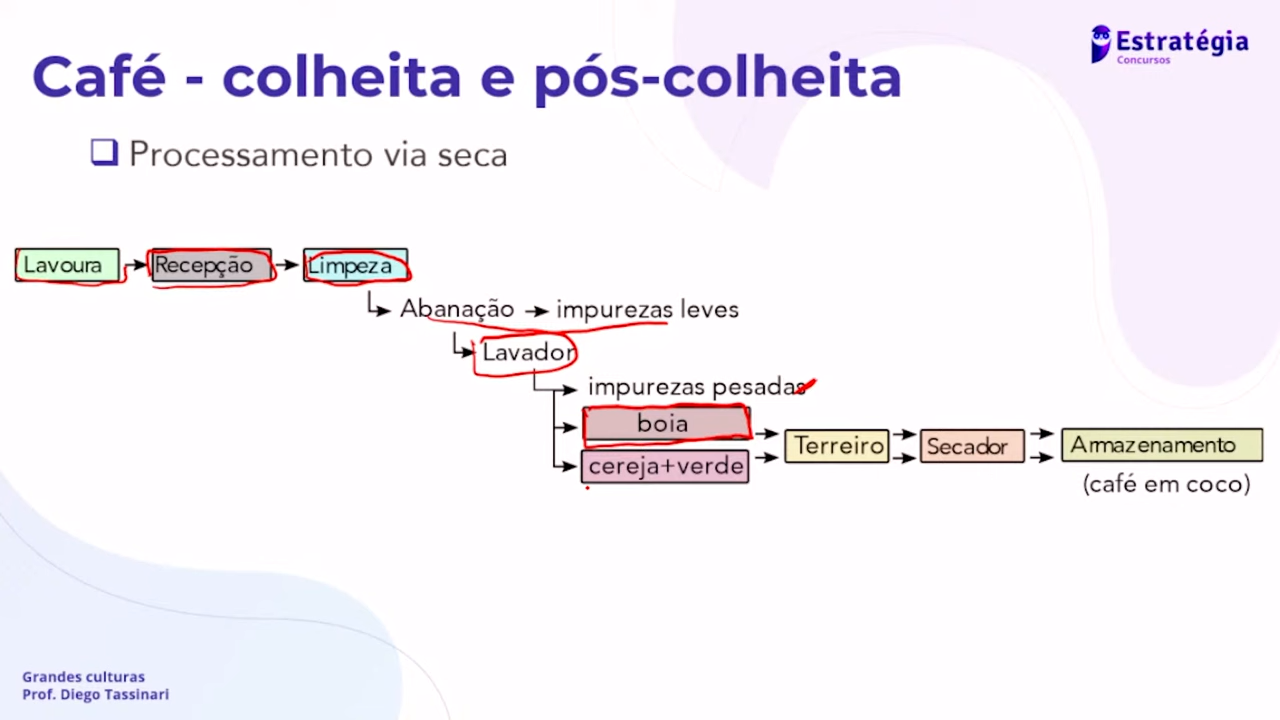 Estratégia
Concursos
Café - colheita e pós-colheita
Processamento via seca
Lavoura Recepção Limpeza
Abanação impurezas leves
Lavador
impurezas pesadas
boia
Terreiro Secador Armazenamento
cereja+verde
(café em coco)
Grandes culturas
Prof. Diego Tassinari